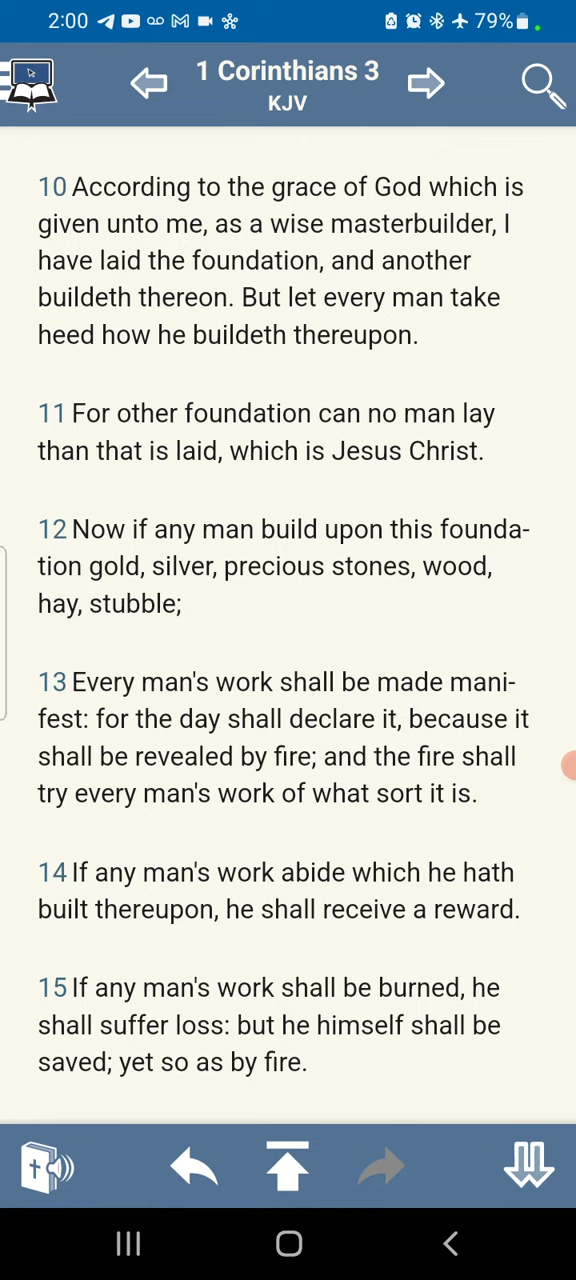 2:00 79%
1 Corinthians 3
KJV
10 According to the grace of God which is
given unto me, as a wise masterbuilder, I
have laid the foundation, and another
buildeth thereon. But let every man take
heed how he buildeth thereupon.
11 For other foundation can no man lay
than that is laid, which is Jesus Christ.
12 Now if any man build upon this founda-
tion gold, silver, precious stones, wood,
hay, stubble;
13 Every man's work shall be made mani-
fest: for the day shall declare it, because it
shall be revealed by fire; and the fire shall
try every man's work of what sort it is.
14 If any man's work abide which he hath
built thereupon, he shall receive a reward.
15 If any man's work shall be burned, he
shall suffer loss: but he himself shall be
saved; yet so as by fire.